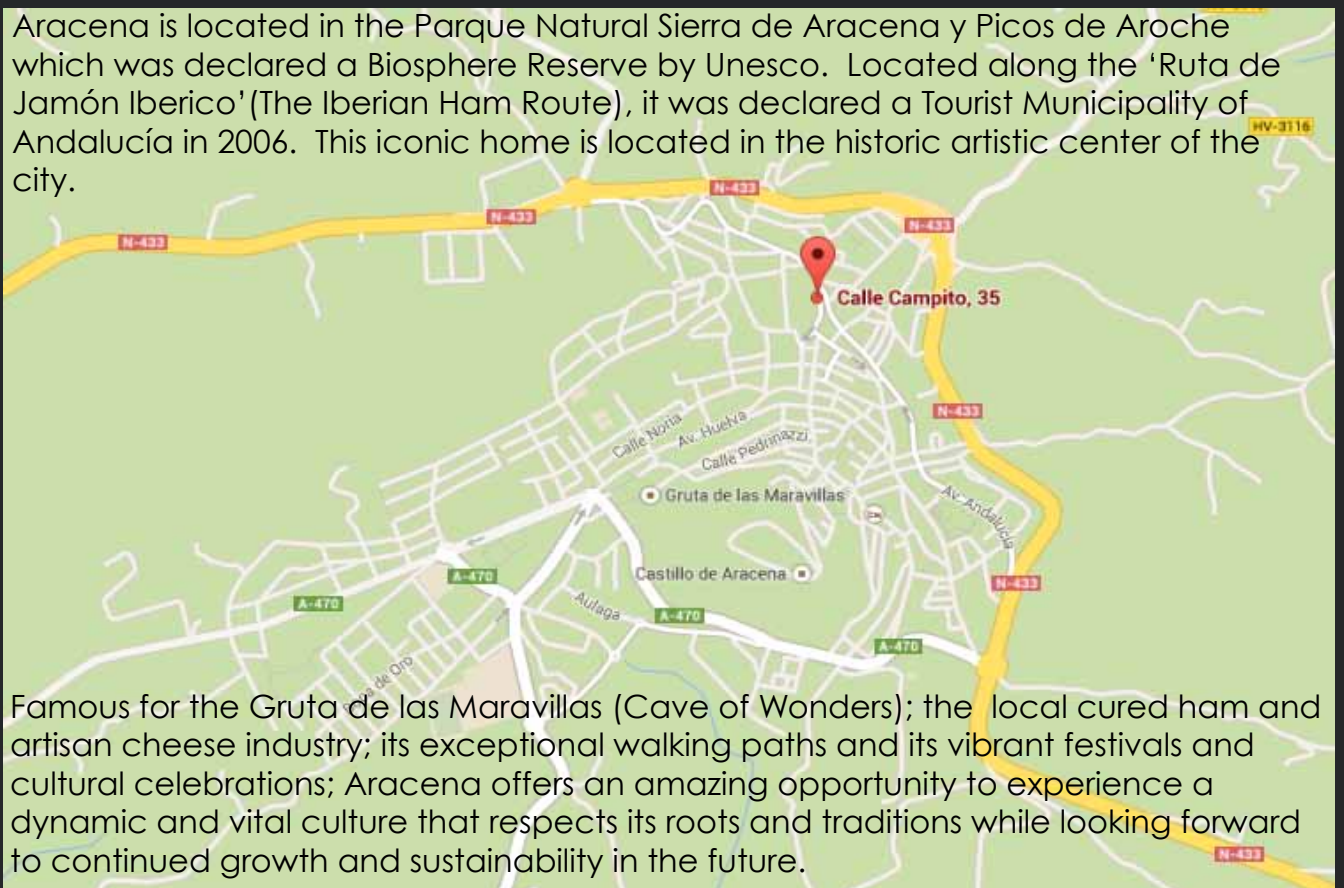 Aracena is located in the Parque Natural Sierra de Aracena y Picos de Aroche
which was declared a Biosphere Reserve by Unesco.  Located along the ‘Ruta de
Jamón Iberico’(The Iberian Ham Route), it was declared a Tourist Municipality of
Andalucía in 2006.  This iconic home is located in the historic artistic center of the
city.
HV-3116
N-433
N-433
N-433
N-433
Calle Campito, 35
N-433
Calle Noria
Av. Huelva
Calle Pedrinazzi
Gruta de las Maravillas
Av. Andalucía
Castillo de Aracena
A-470
N-433
A-470
Aulaga
A-470
A-470
de Oro
Famous for the Gruta de las Maravillas (Cave of Wonders); the  local cured ham and
artisan cheese industry; its exceptional walking paths and its vibrant festivals and
cultural celebrations; Aracena offers an amazing opportunity to experience a
dynamic and vital culture that respects its roots and traditions while looking forward
to continued growth and sustainability in the future.
N-433